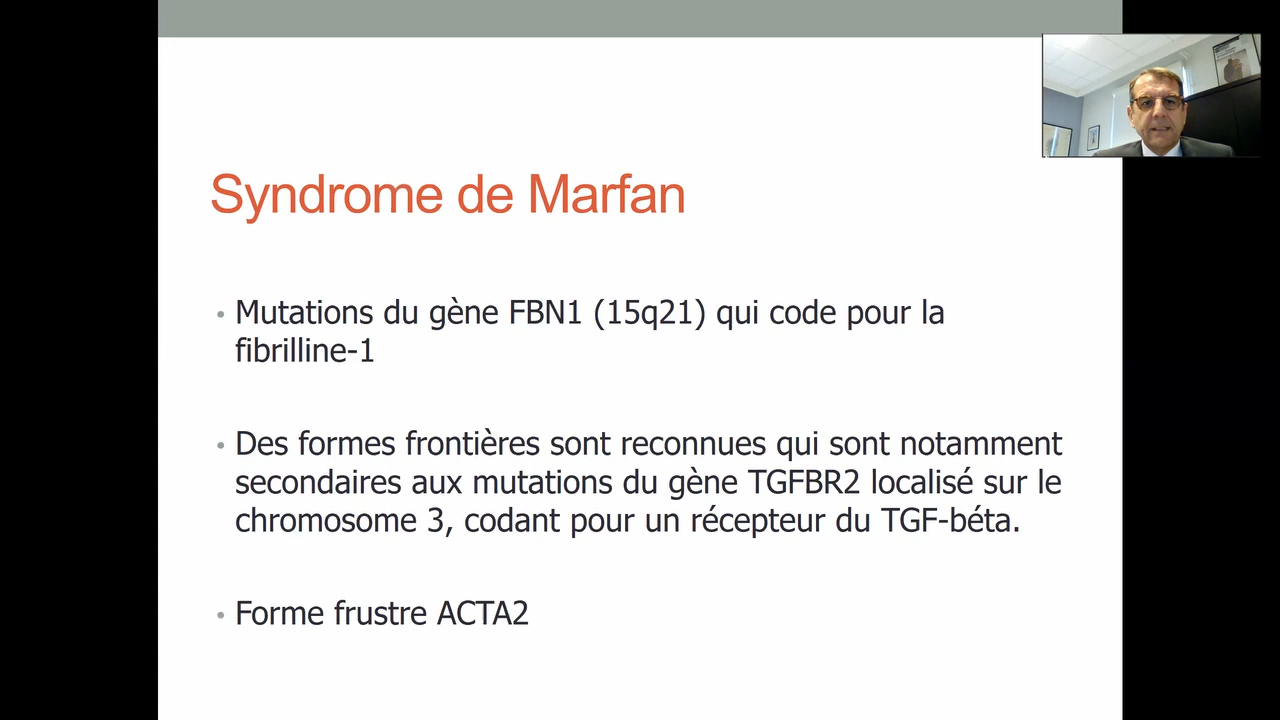 Syndrome de Marfan
• Mutations du gène FBN1 (15q21) qui code pour la
fibrilline-1
• Des formes frontières sont reconnues qui sont notamment
secondaires aux mutations du gène TGFBR2 localisé sur le
chromosome 3, codant pour un récepteur du TGF-béta.
• Forme frustre ACTA2